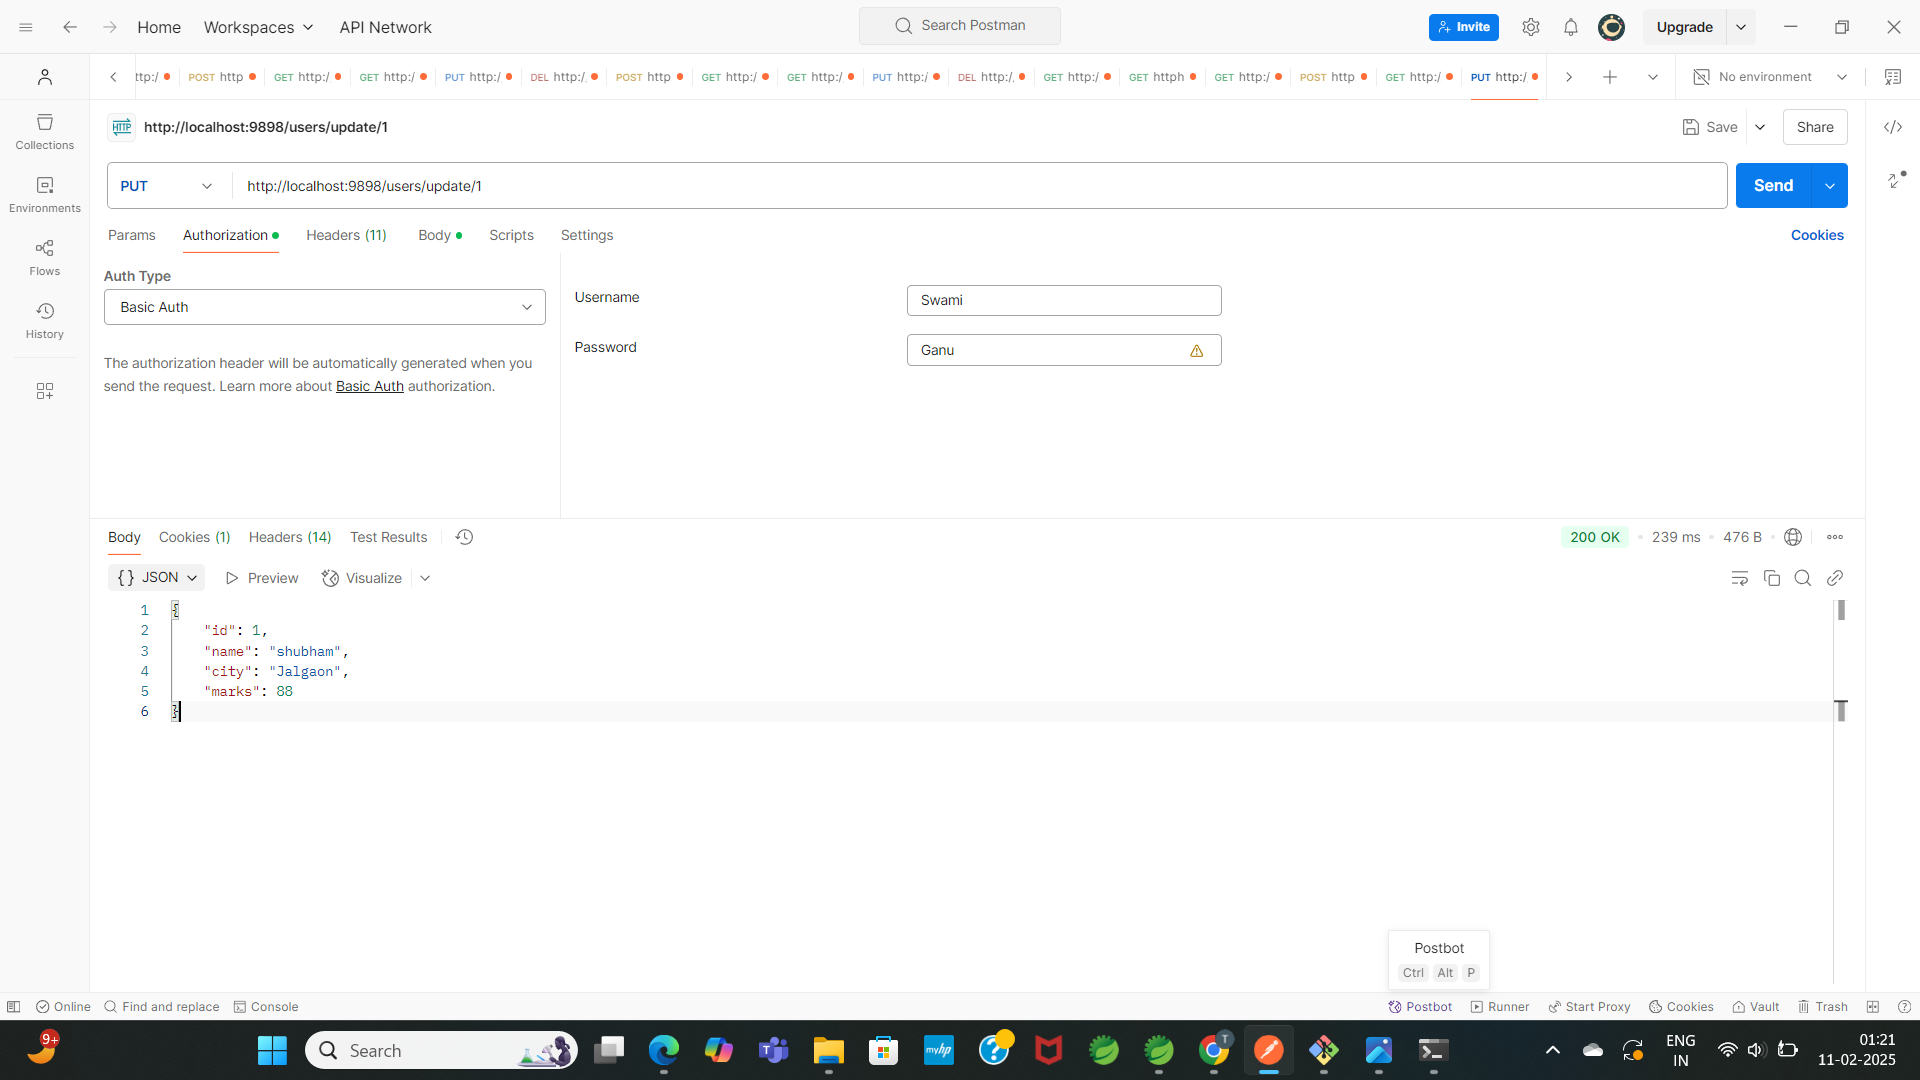 Home Workspaces API Network Search Postman Invite Upgrade
ttp:/ POST http GET http:/ GET http:/ PUT http:/ DEL http:/, POST http GET http:/ GET http:/ PUT http:/ DEL http:/, GET http:/ GET httph GET http:/ POST http GET http:/ PUT http:/ No environment
HTTP http://localhost:9898/users/update/1 Save Share
Collections
PUT http://localhost:9898/users/update/1 Send
Environments
Params Authorization Headers (11) Body Scripts Settings Cookies
Flows
Auth Type
Basic Auth
Username Swami
History
Password Ganu
The authorization header will be automatically generated when you
send the request. Learn more about Basic Auth authorization.
Body Cookies (1) Headers (14) Test Results 200 OK 239 ms 476 B
{} JSON Preview Visualize
1 {
2 "id": 1,
3 "name": "shubham",
4 "city": "Jalgaon",
5 "marks": 88
6 }
Postbot
Ctrl Alt P
Online Find and replace Console Postbot Runner Start Proxy Cookies Vault Trash
9+ Search myhp T ENG 01:21
IN 11-02-2025